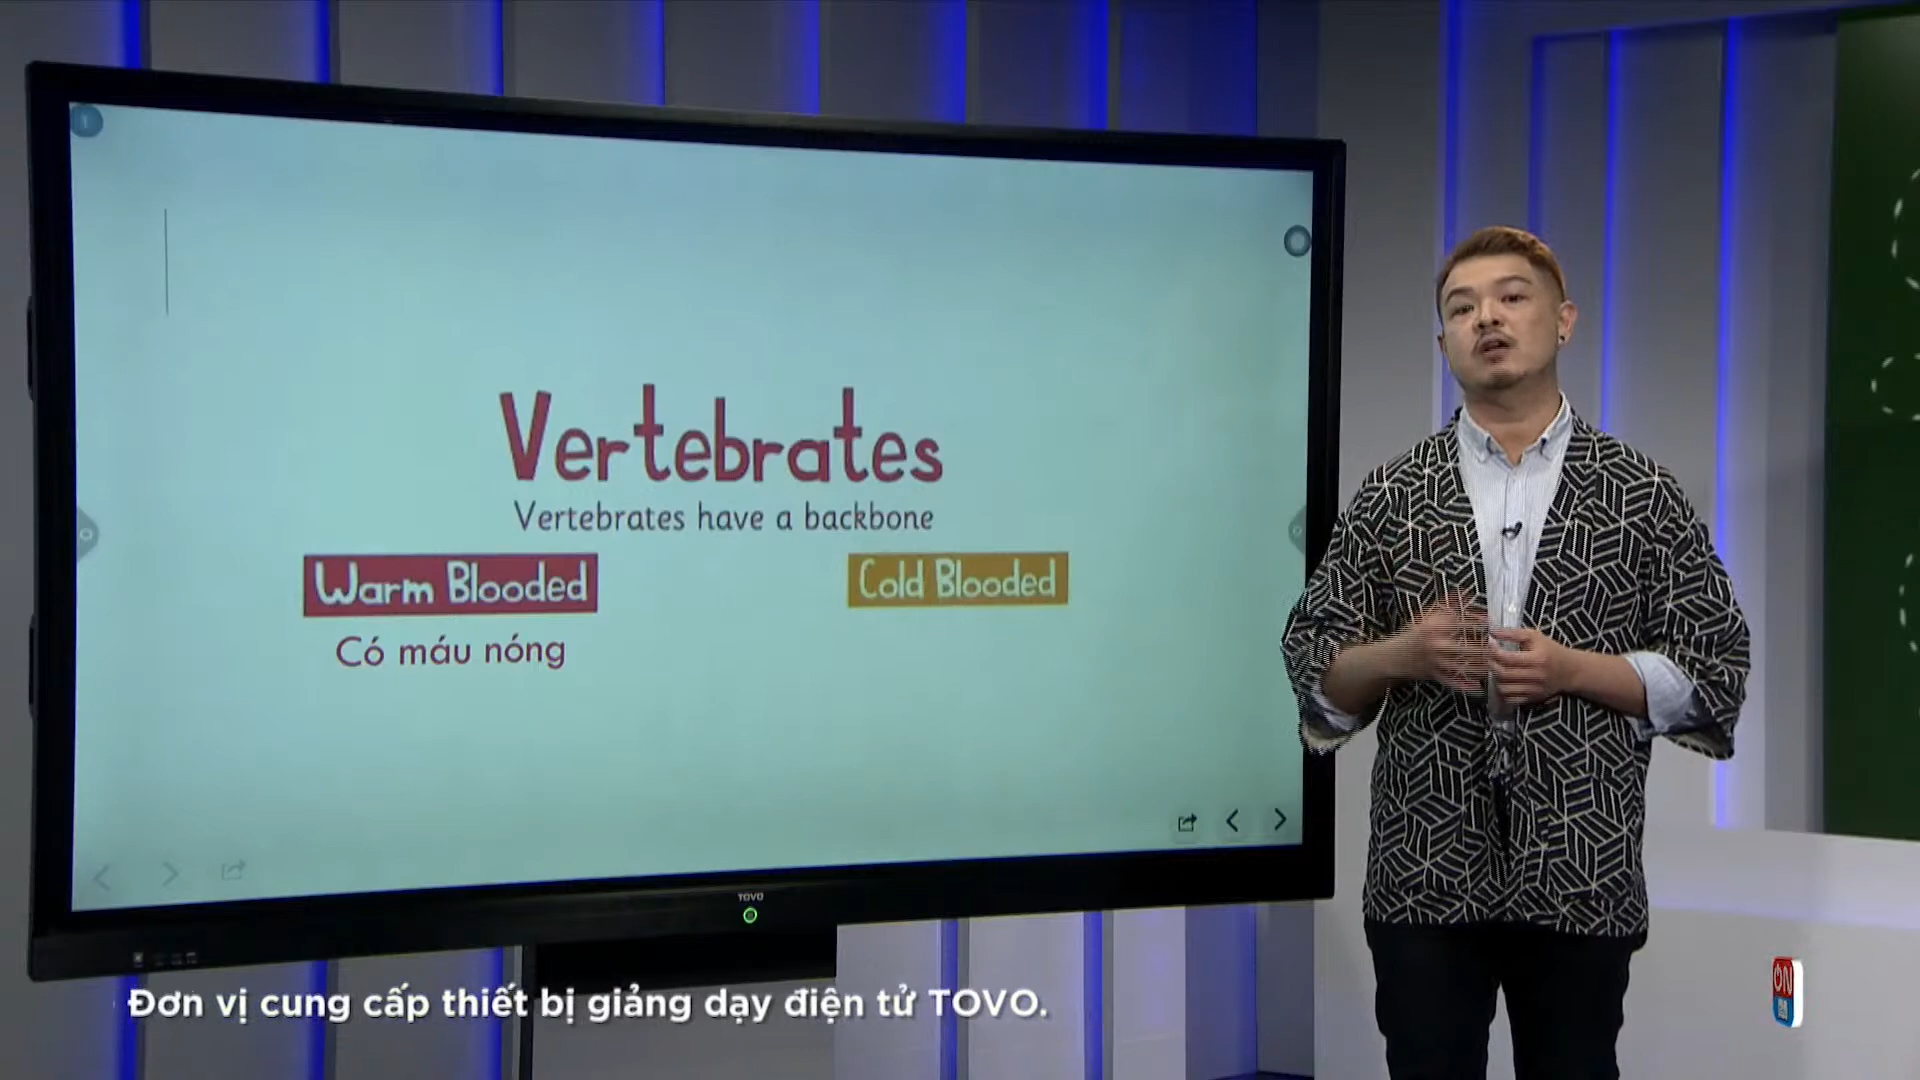 Vertebrates
Vertebrates have a backbone
Warm Blooded
Cold Blooded
Có máu nóng
TOVO
Đơn vị cung cấp thiết bị giảng dạy điện tử TOVO.
ON